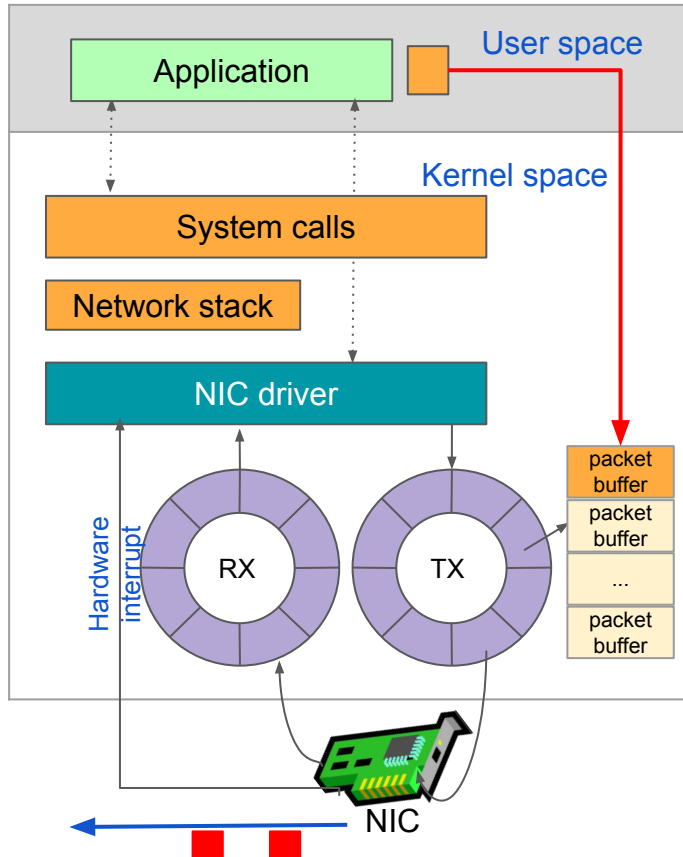 User space
Application
Kernel space
System calls
Network stack
NIC driver
packet
buffer
packet
buffer
...
packet
buffer
Hardware
interrupt
RX
TX
NIC